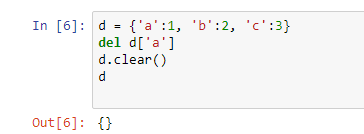 In [6]: d = {'a':1, 'b':2, 'c':3}
del d['a']
d.clear()
d
Out[6]: {}